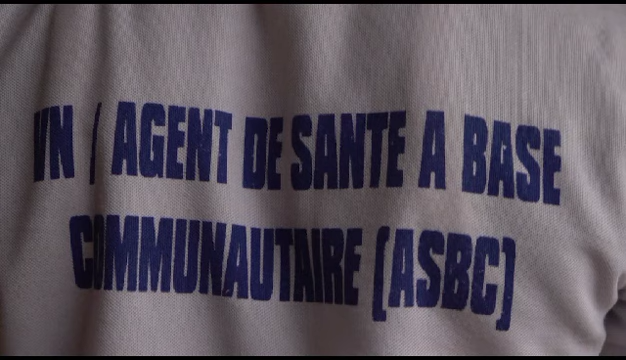 VN / AGENT DE SANTE A BASE
COMMUNAUTAIRE (ASBC)